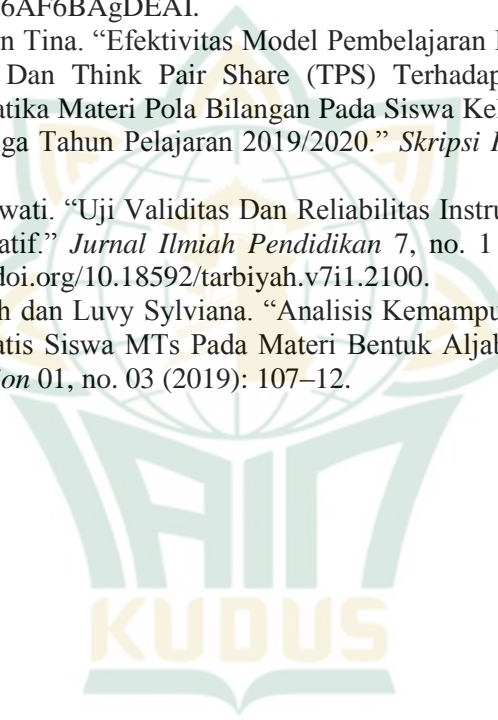 6AF6BAgDEAI.
n Tina. “Efektivitas Model Pembelajaran
Dan Think Pair Share (TPS) Terhadap
atika Materi Pola Bilangan Pada Siswa Kel
ga Tahun Pelajaran 2019/2020.” Skripsi
wati. “Uji Validitas Dan Reliabilitas Instru
atif.” Jurnal Ilmiah Pendidikan 7, no. 1
doi.org/10.18592/tarbiyah.v7i1.2100.
h dan Luvy Sylviana. “Analisis Kemampu
atis Siswa MTs Pada Materi Bentuk Aljab
ion 01, no. 03 (2019): 107–12.
IAIN
KUDUS